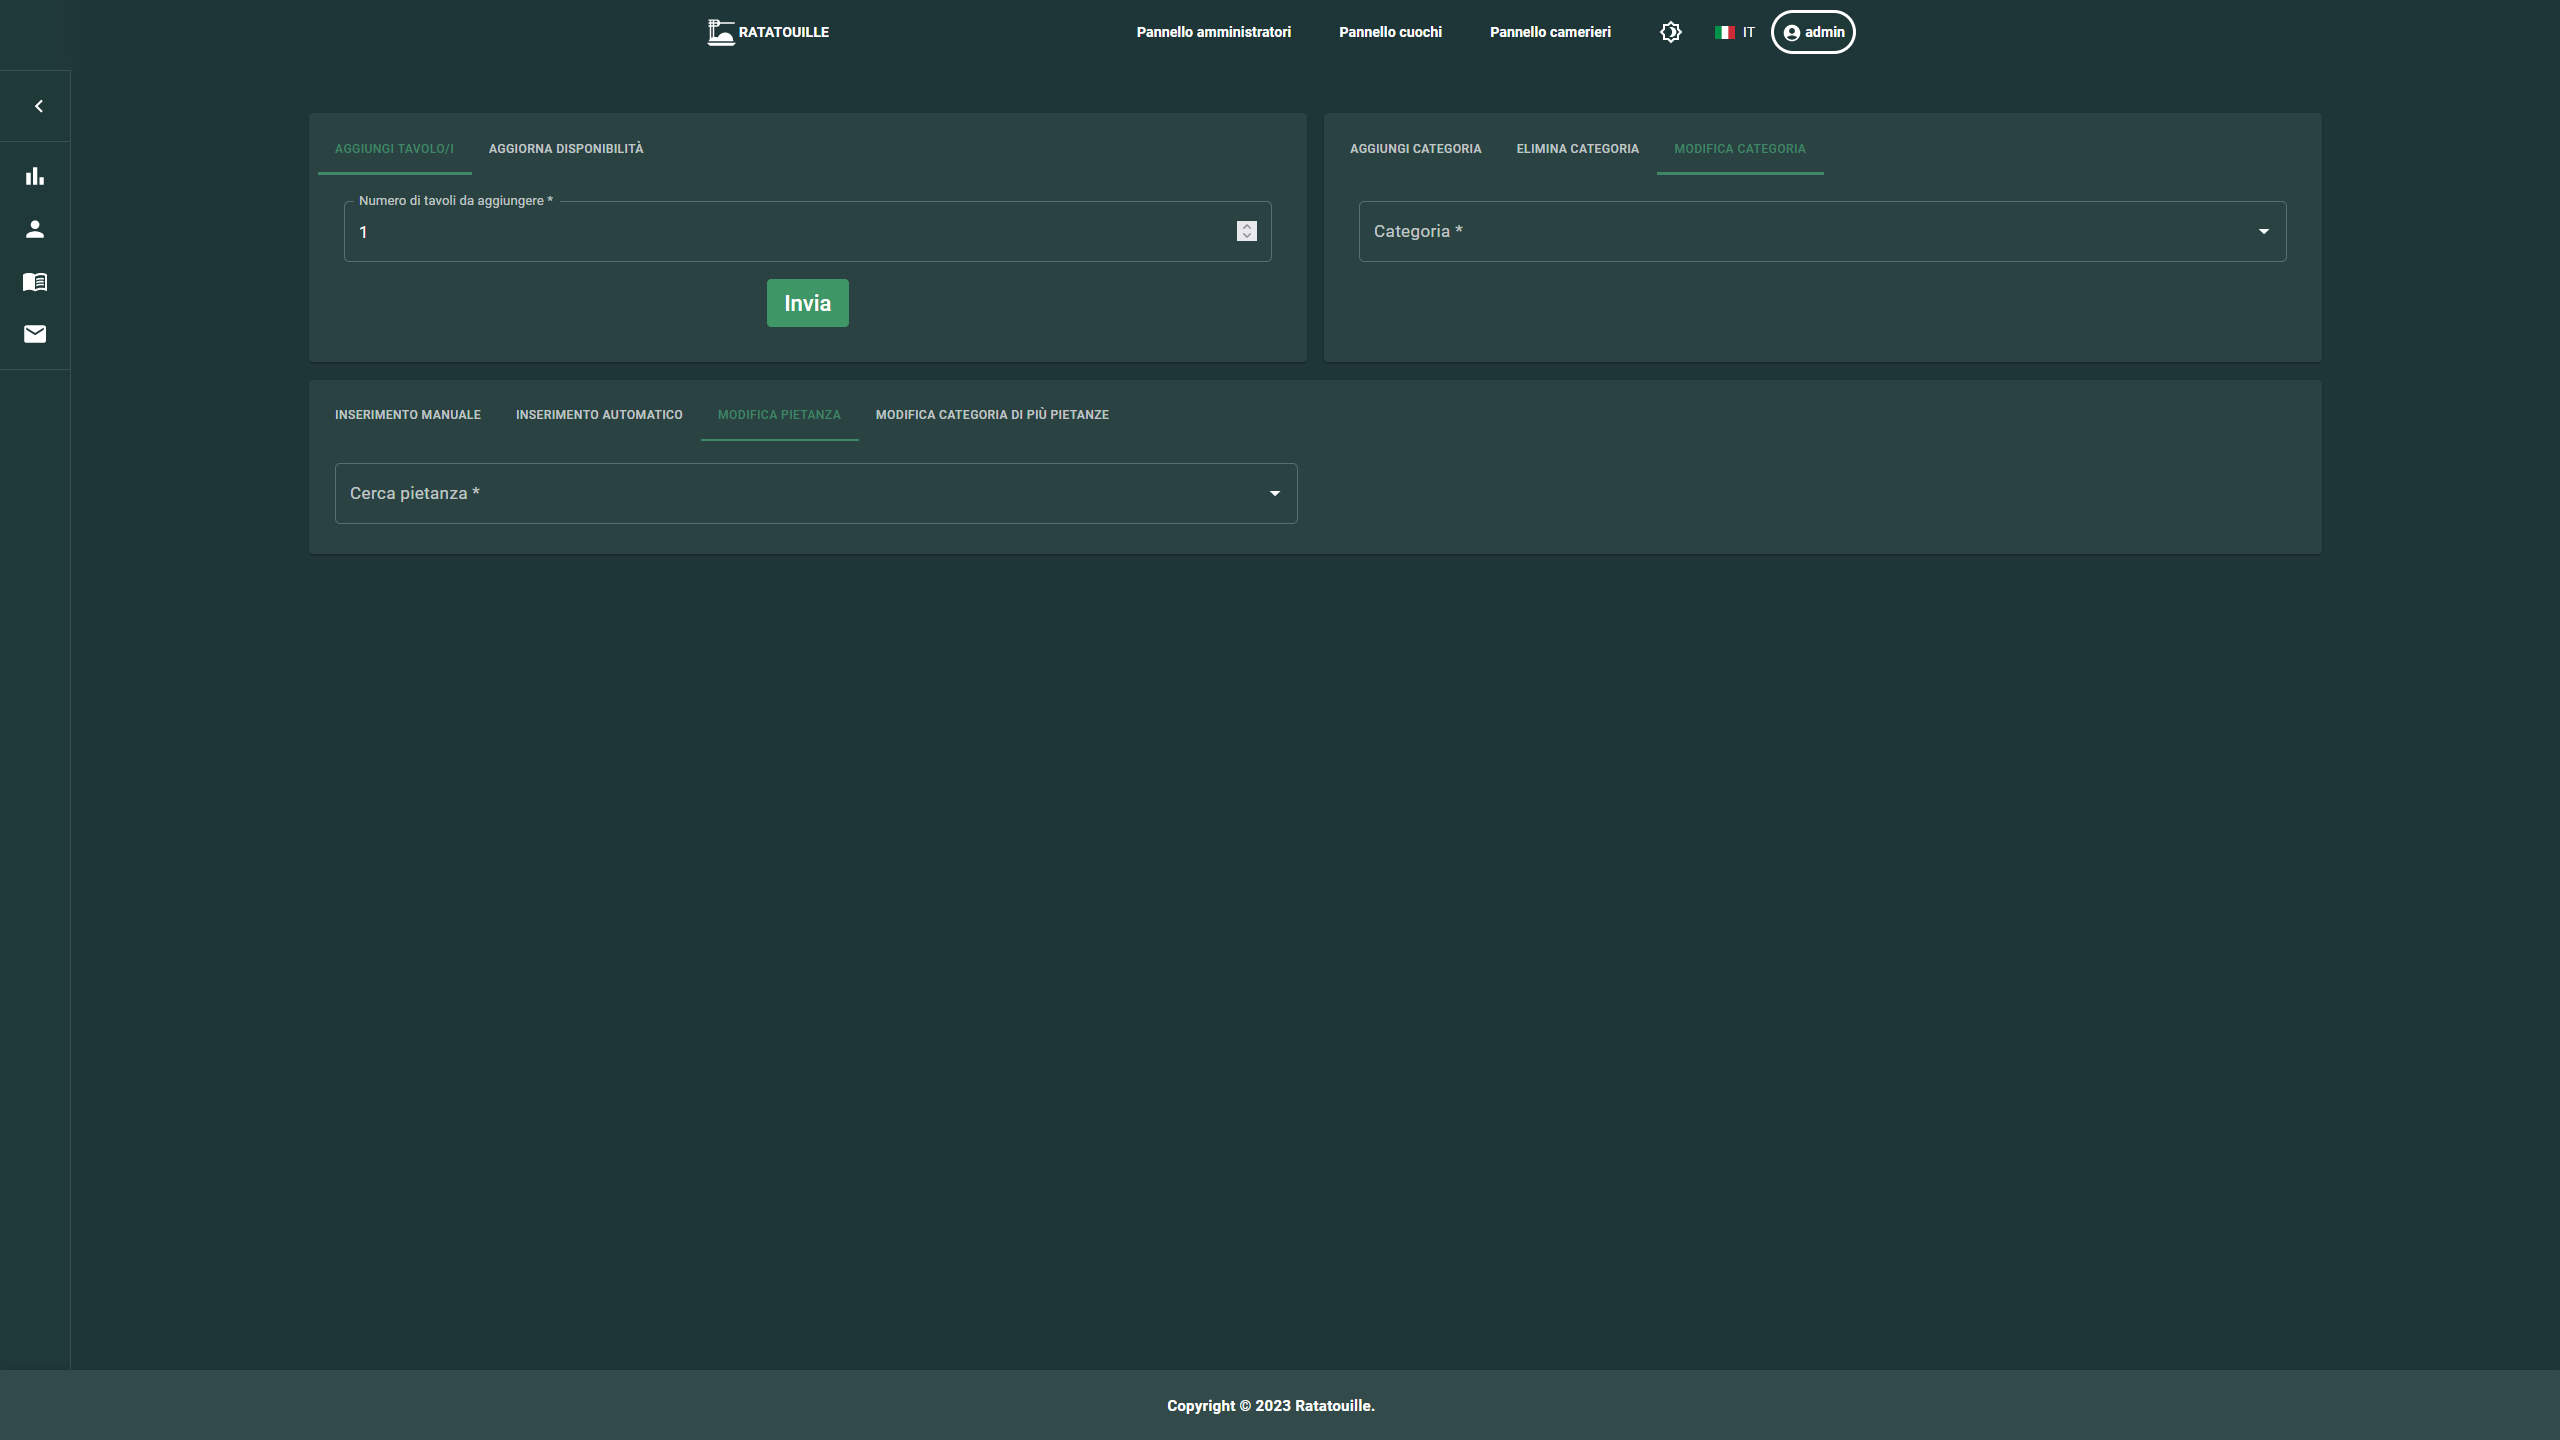 RATATOUILLE
Pannello amministratori
Pannello cuochi
Pannello camerieri
IT
admin
AGGIUNGI TAVOLO/I
AGGIORNA DISPONIBILITÀ
Numero di tavoli da aggiungere *
1
Invia
AGGIUNGI CATEGORIA
ELIMINA CATEGORIA
MODIFICA CATEGORIA
Categoria *
INSERIMENTO MANUALE
INSERIMENTO AUTOMATICO
MODIFICA PIETANZA
MODIFICA CATEGORIA DI PIÙ PIETANZE
Cerca pietanza *
Copyright © 2023 Ratatouille.